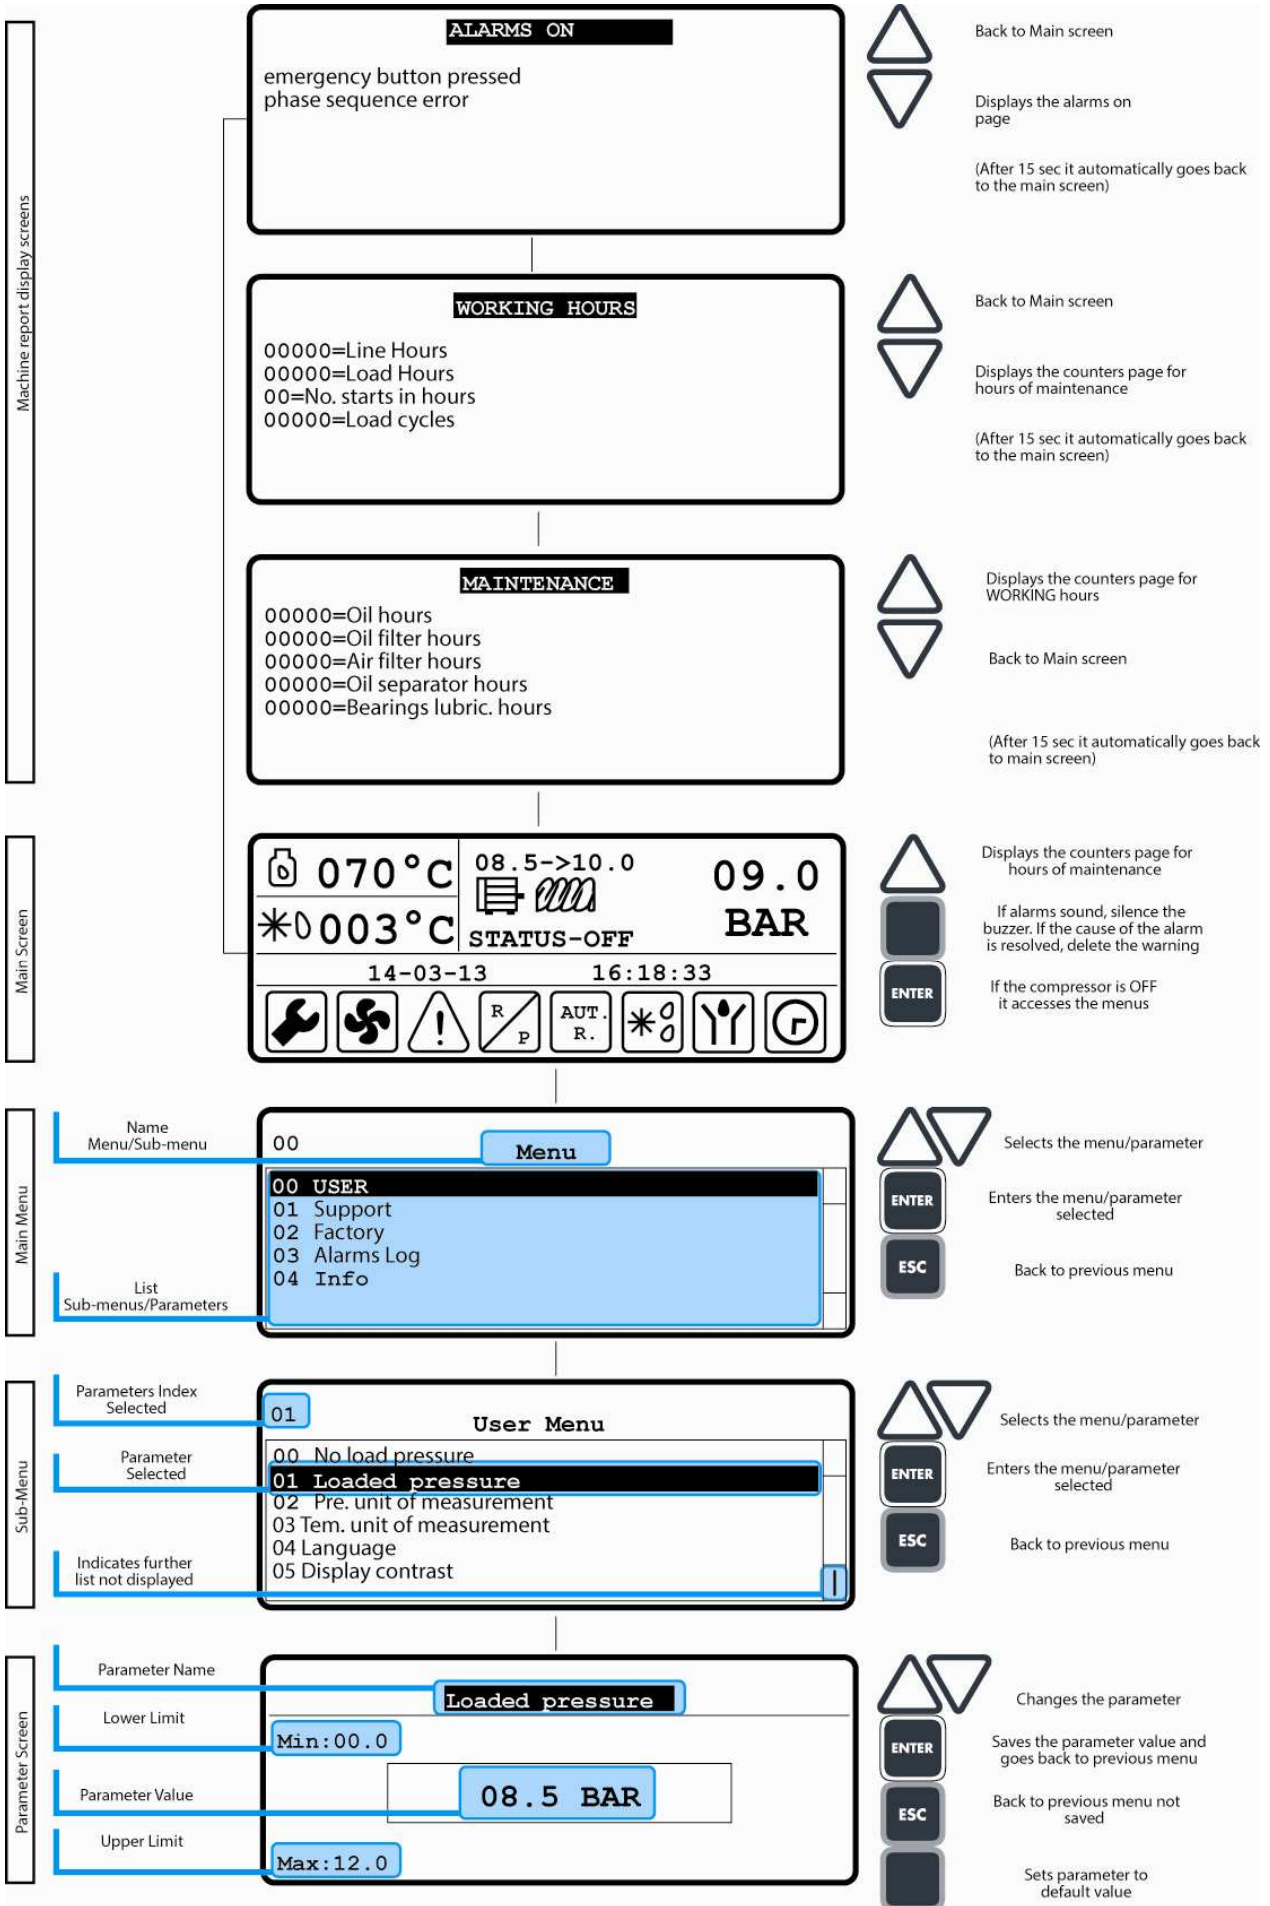 Machine report display screens
ALARMS ON
emergency button pressed
phase sequence error
Back to Main screen
Displays the alarms on
page
(After 15 sec it automatically goes back
to the main screen)
WORKING HOURS
00000=Line Hours
00000=Load Hours
00=No. starts in hours
00000=Load cycles
Back to Main screen
Displays the counters page for
hours of maintenance
(After 15 sec it automatically goes back
to the main screen)
MAINTENANCE
00000=Oil hours
00000=Oil filter hours
00000=Air filter hours
00000=Oil separator hours
00000=Bearings lubric. hours
Displays the counters page for
WORKING hours
Back to Main screen
(After 15 sec it automatically goes back
to main screen)
Main Screen
070°C
003°C
08.5->10.0
STATUS-OFF
09.0
BAR
14-03-13 16:18:33
R
P
AUT.
R.
Displays the counters page for
hours of maintenance
If alarms sound, silence the
buzzer. If the cause of the alarm
is resolved, delete the warning
ENTER
If the compressor is OFF
it accesses the menus
Main Menu
Name
Menu/Sub-menu
List
Sub-menus/Parameters
00
Menu
00 USER
01 Support
02 Factory
03 Alarms Log
04 Info
Selects the menu/parameter
ENTER
Enters the menu/parameter
selected
ESC
Back to previous menu
Sub-Menu
Parameters Index
Selected
Parameter
Selected
Indicates further
list not displayed
01
User Menu
00 No load pressure
01 Loaded pressure
02 Pre. unit of measurement
03 Tem. unit of measurement
04 Language
05 Display contrast
Selects the menu/parameter
ENTER
Enters the menu/parameter
selected
ESC
Back to previous menu
Parameter Screen
Parameter Name
Lower Limit
Parameter Value
Upper Limit
Loaded pressure
Min:00.0
08.5 BAR
Max:12.0
Changes the parameter
ENTER
Saves the parameter value and
goes back to previous menu
ESC
Back to previous menu not
saved
Sets parameter to
default value